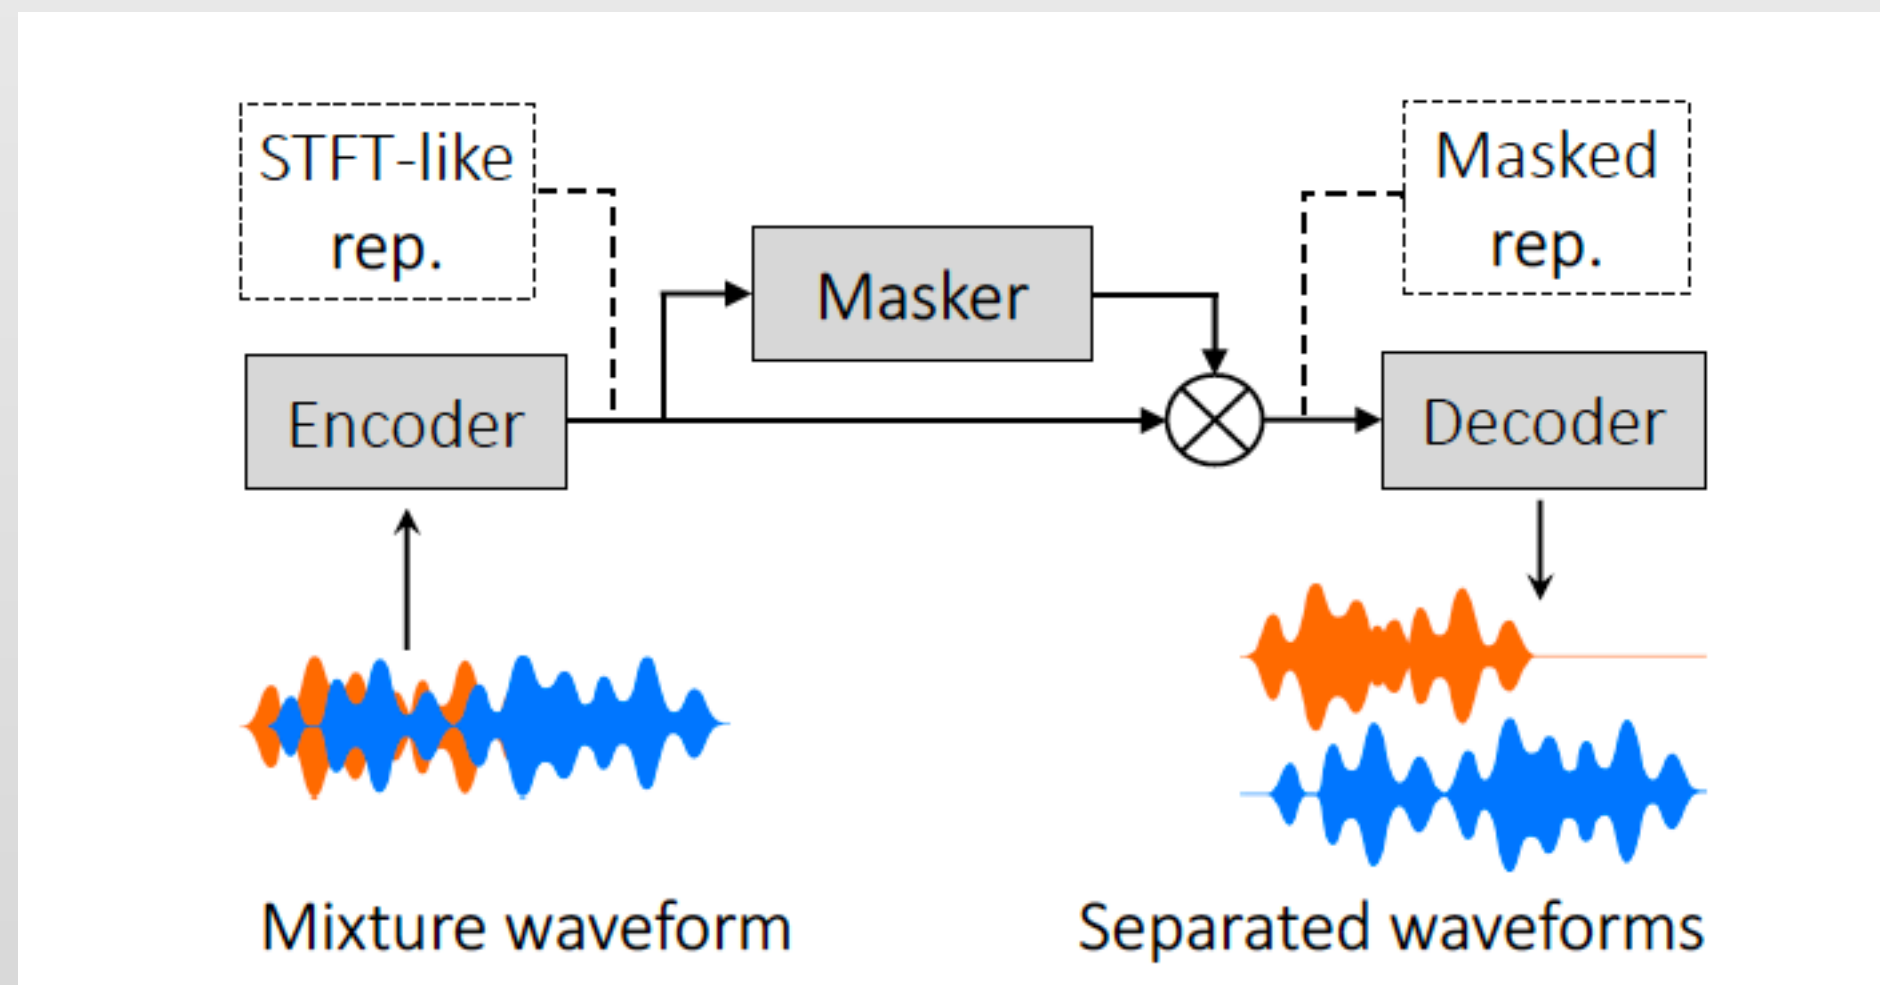 STFT-like
rep.
Masked
rep.
Masker
Encoder
Decoder
Mixture waveform
Separated waveforms